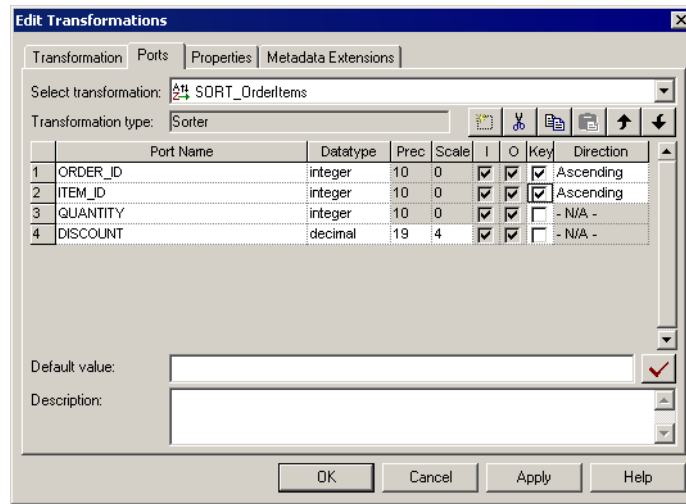 Edit Transformations
Transformation Ports Properties Metadata Extensions
Select transformation: SORT_OrderItems
Transformation type: Sorter
Port Name Datatype Prec Scale I O Key Direction
1 ORDER_ID integer 10 0 Ascending
2 ITEM_ID integer 10 0 Ascending
3 QUANTITY integer 10 0 - N/A -
4 DISCOUNT decimal 19 4 - N/A -
Default value:
Description:
OK Cancel Apply Help